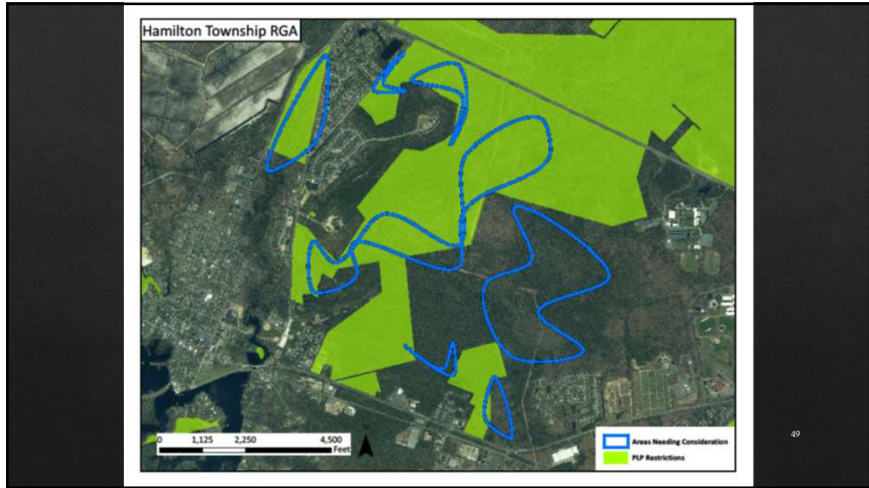 Hamilton Township RGA
0 1,125 2,250 4,500
Feet
Areas Needing Consideration
PLP Restrictions
49